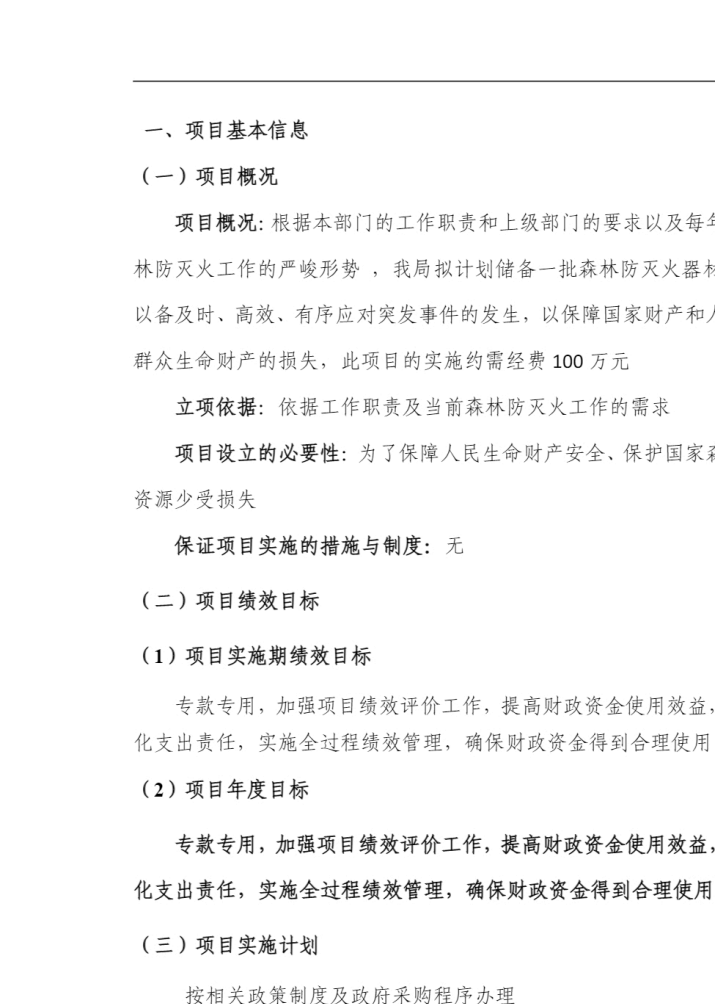 一、项目基本信息
（一）项目概况
项目概况：根据本部门的工作职责和上级部门的要求以及每年
林防灭火工作的严峻形势 ，我局拟计划储备一批森林防灭火器材
以备及时、高效、有序应对突发事件的发生，以保障国家财产和人
群众生命财产的损失，此项目的实施约需经费 100 万元
立项依据：依据工作职责及当前森林防灭火工作的需求
项目设立的必要性：为了保障人民生命财产安全、保护国家森
资源少受损失
保证项目实施的措施与制度：无
（二）项目绩效目标
（1）项目实施期绩效目标
专款专用，加强项目绩效评价工作，提高财政资金使用效益，
化支出责任，实施全过程绩效管理，确保财政资金得到合理使用
（2）项目年度目标
专款专用，加强项目绩效评价工作，提高财政资金使用效益，
化支出责任，实施全过程绩效管理，确保财政资金得到合理使用
（三）项目实施计划
按相关政策制度及政府采购程序办理